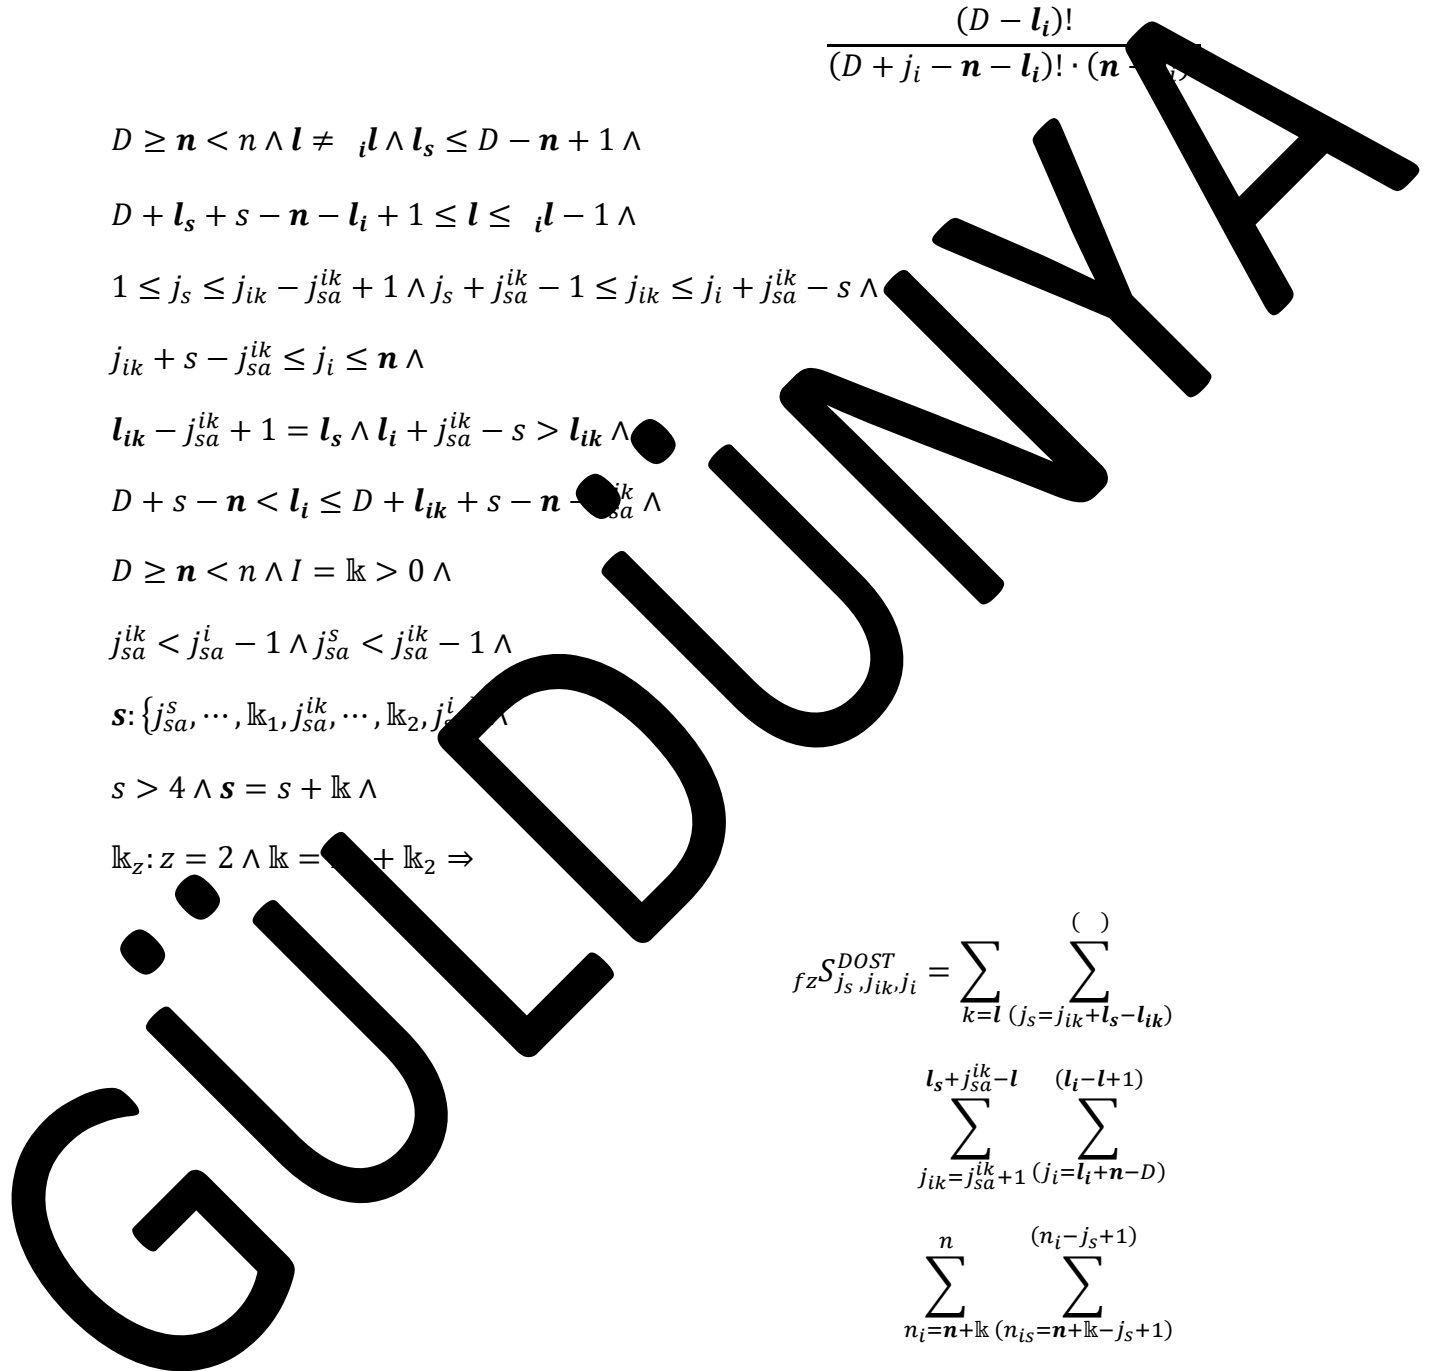 (D − l_i)!
(D + j_i − n − l_i)! · (n −
D ≥ n < n ∧ l ≠ _il ∧ l_s ≤ D − n + 1 ∧
D + l_s + s − n − l_i + 1 ≤ l ≤ _il − 1 ∧
1 ≤ j_s ≤ j_ik − j_sa^ik + 1 ∧ j_s + j_sa^ik − 1 ≤ j_ik ≤ j_i + j_sa^ik − s ∧
j_ik + s − j_sa^ik ≤ j_i ≤ n ∧
l_ik − j_sa^ik + 1 = l_s ∧ l_i + j_sa^ik − s > l_ik ∧
D + s − n < l_i ≤ D + l_ik + s − n − ∧
D ≥ n < n ∧ I = 𝕜 > 0 ∧
j_sa^ik < j_sa^i − 1 ∧ j_sa^s < j_sa^ik − 1 ∧
s: {j_sa^s, ⋯ , 𝕜_1, j_sa^ik, ⋯ , 𝕜_2, ∧
s > 4 ∧ s = s + 𝕜 ∧
𝕜_z: z = 2 ∧ 𝕜 = + 𝕜_2 ⇒
( )
_fzS_{j_s ,j_ik,j_i}^DOST = ∑ ∑
k=l (j_s=j_ik+l_s−l_ik)
l_s+j_sa^ik−l (l_i−l+1)
∑ ∑
j_ik=j_sa^ik+1 (j_i=l_i+n−D)
n (n_i−j_s+1)
∑ ∑
n_i=n+𝕜 (n_is=n+𝕜−j_s+1)
GÜLDÜNYA